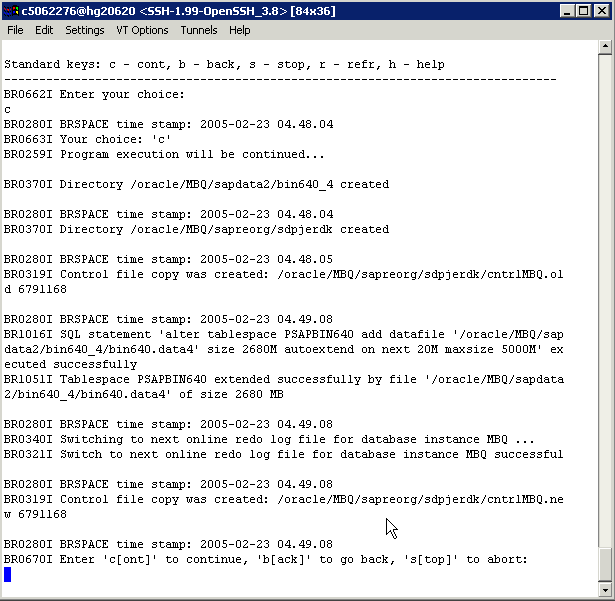 c5062276@hg20620 <SSH-1.99-OpenSSH_3.8> [84x36]
File Edit Settings VT Options Tunnels Help
Standard keys: c - cont, b - back, s - stop, r - refr, h - help
-------------------------------------------------------------------------------
BR0662I Enter your choice:
c
BR0280I BRSPACE time stamp: 2005-02-23 04.48.04
BR0663I Your choice: 'c'
BR0259I Program execution will be continued...
BR0370I Directory /oracle/MBQ/sapdata2/bin640_4 created
BR0280I BRSPACE time stamp: 2005-02-23 04.48.04
BR0370I Directory /oracle/MBQ/sapreorg/sdpjerdk created
BR0280I BRSPACE time stamp: 2005-02-23 04.48.05
BR0319I Control file copy was created: /oracle/MBQ/sapreorg/sdpjerdk/cntrlMBQ.ol
d 6791168
BR0280I BRSPACE time stamp: 2005-02-23 04.49.08
BR1016I SQL statement 'alter tablespace PSAPBIN640 add datafile '/oracle/MBQ/sap
data2/bin640_4/bin640.data4' size 2680M autoextend on next 20M maxsize 5000M' ex
ecuted successfully
BR1051I Tablespace PSAPBIN640 extended successfully by file '/oracle/MBQ/sapdata
2/bin640_4/bin640.data4' of size 2680 MB
BR0280I BRSPACE time stamp: 2005-02-23 04.49.08
BR0340I Switching to next online redo log file for database instance MBQ ...
BR0321I Switch to next online redo log file for database instance MBQ successful
BR0280I BRSPACE time stamp: 2005-02-23 04.49.08
BR0319I Control file copy was created: /oracle/MBQ/sapreorg/sdpjerdk/cntrlMBQ.ne
w 6791168
BR0280I BRSPACE time stamp: 2005-02-23 04.49.08
BR0670I Enter 'c[ont]' to continue, 'b[ack]' to go back, 's[top]' to abort: